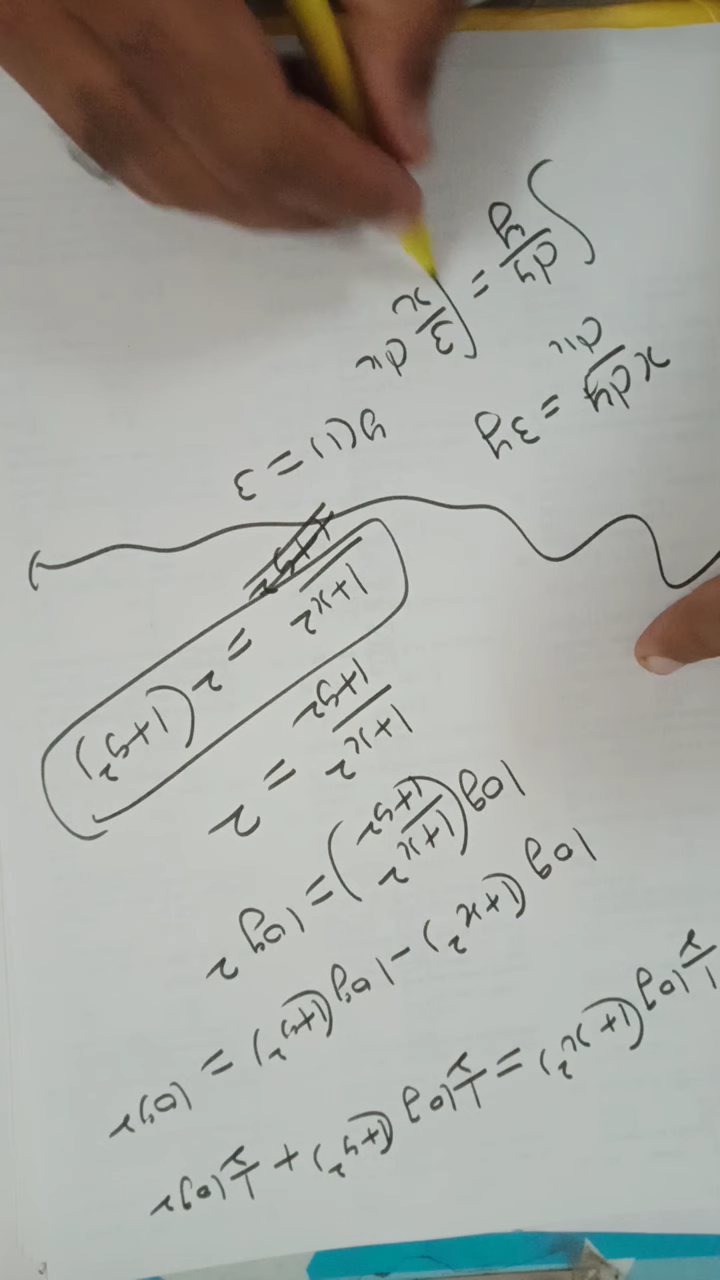 1/2 log(1+x²) = 1/2 log(1+y²) + 1/2 log 2
log(1+x²) - log(1+y²) = log 2
log((1+x²)/(1+y²)) = log 2
(1+x²)/(1+y²) = 2
1+x² = 2(1+y²)
x dy/dx = 3y
y(1) = 3
∫ dy/y = ∫ 3/x dx